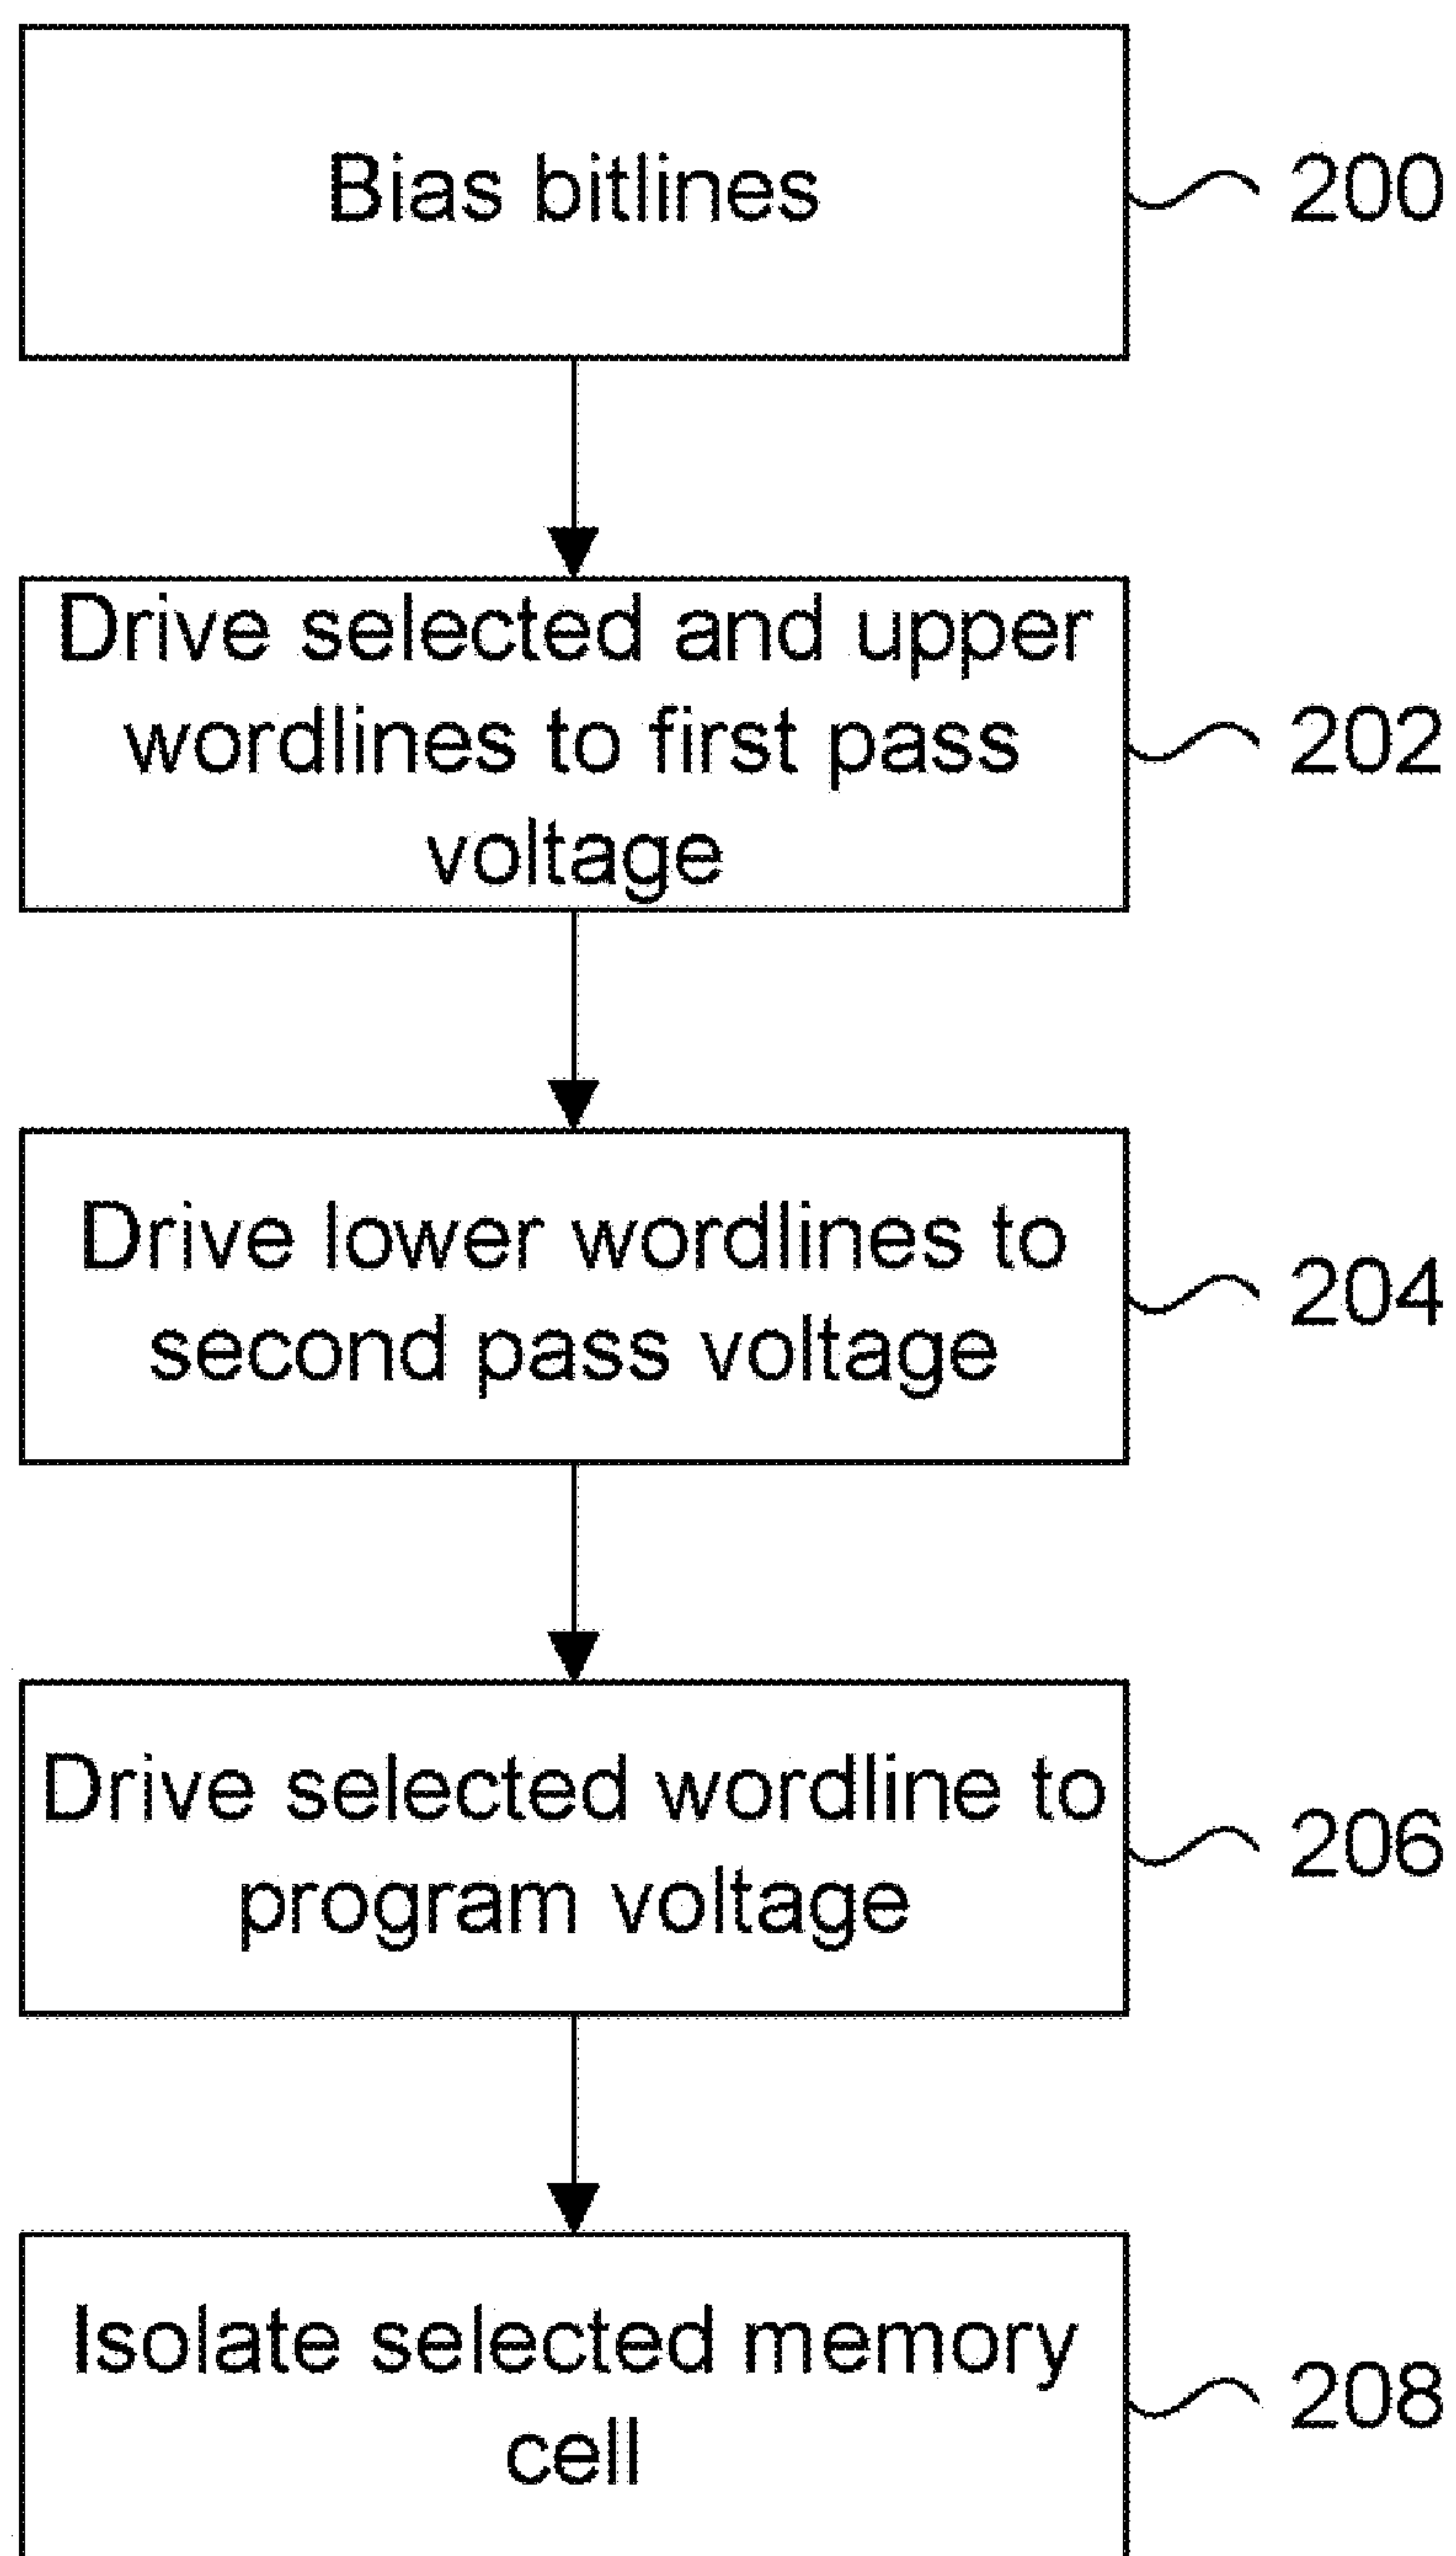 Bias bitlines
200
Drive selected and upper
wordlines to first pass
voltage
202
Drive lower wordlines to
second pass voltage
204
Drive selected wordline to
program voltage
206
Isolate selected memory
cell
208